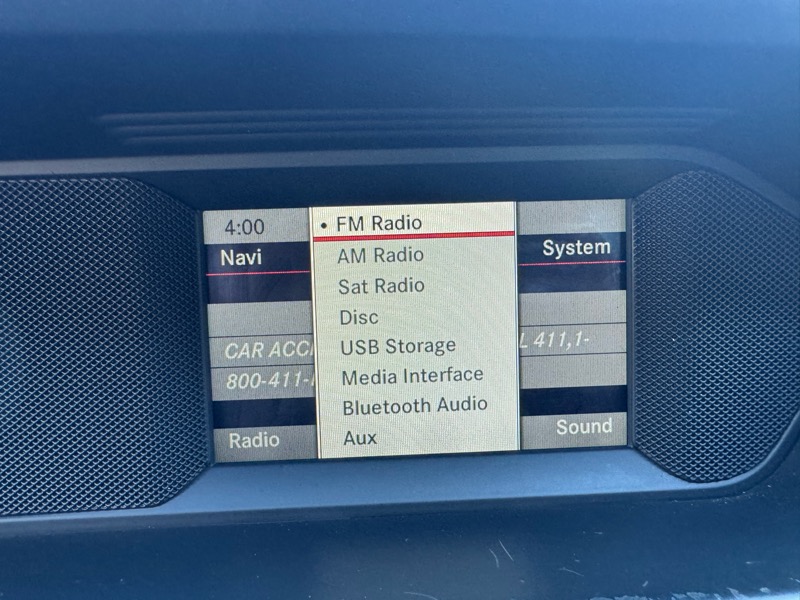 4:00
• FM Radio
Navi
System
AM Radio
Sat Radio
Disc
CAR
L 411,1-
USB Storage
800-411-
Media Interface
Bluetooth Audio
Radio
Sound
Aux